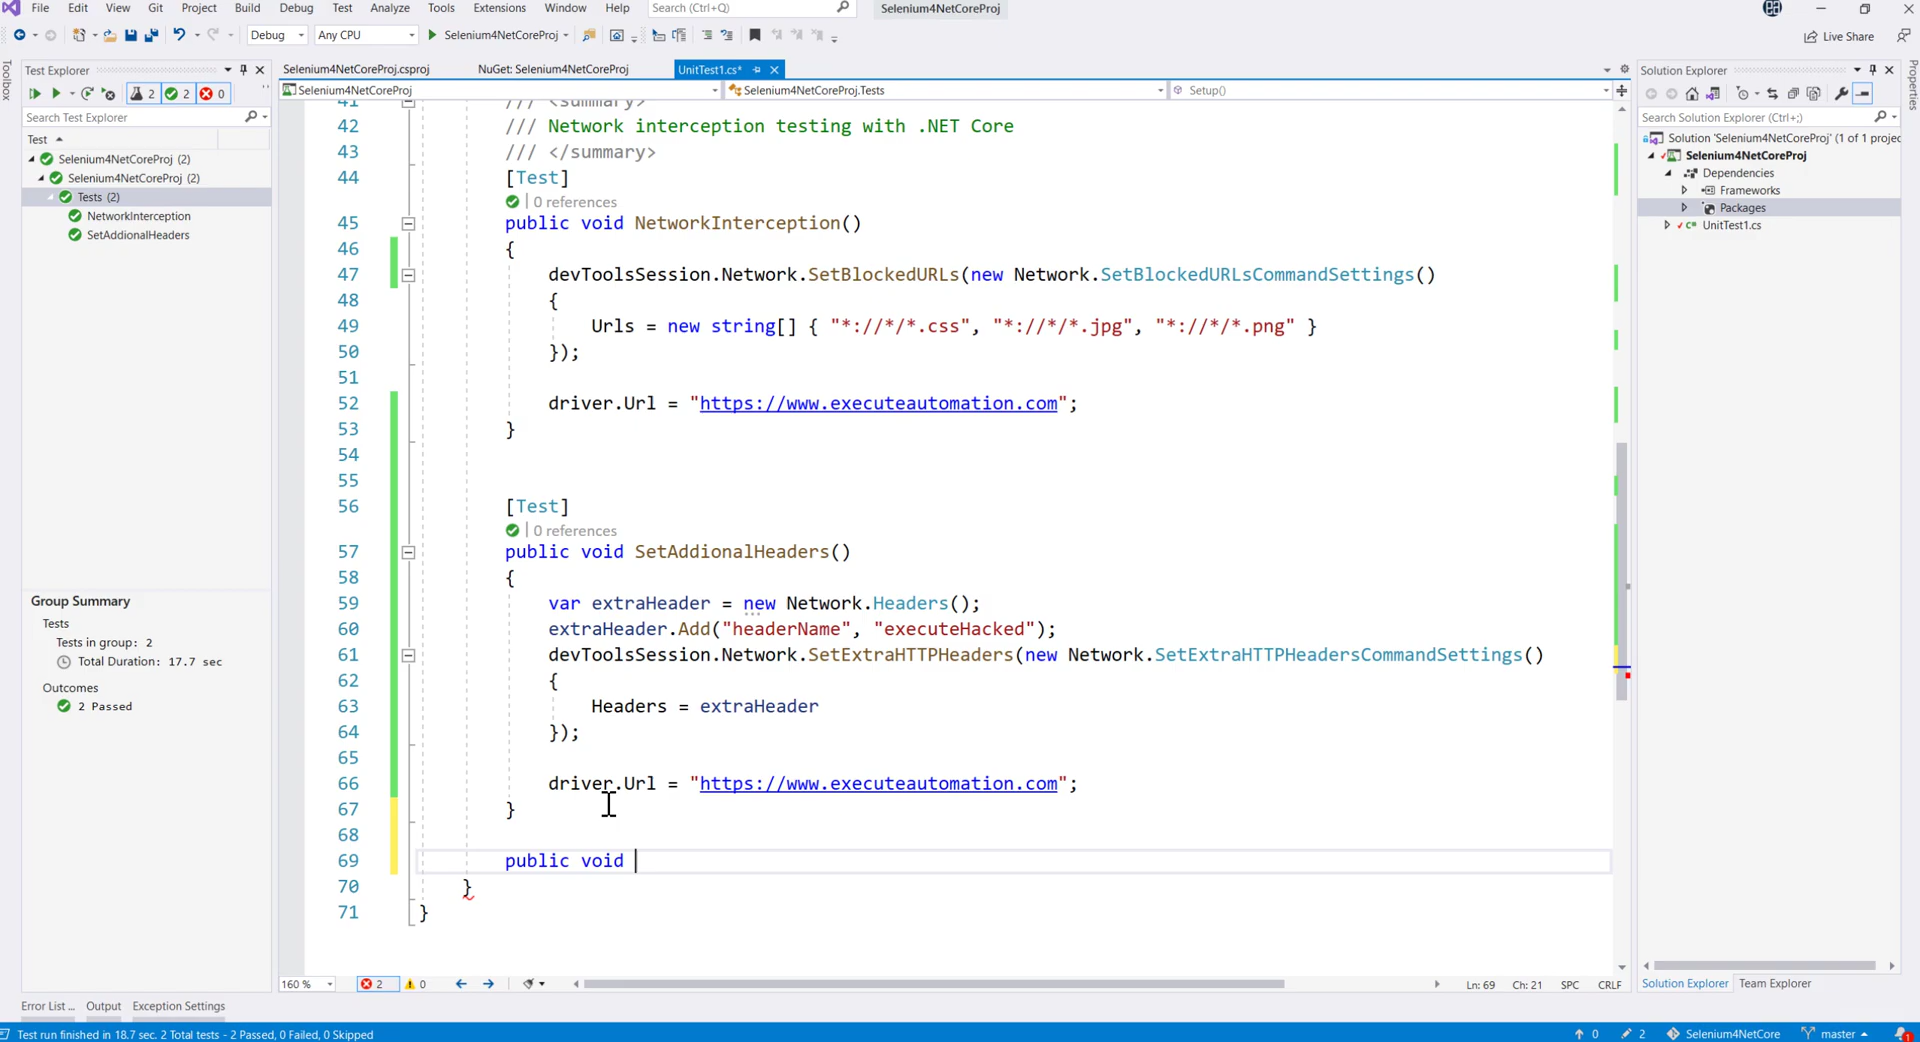 File Edit View Git Project Build Debug Test Analyze Tools Extensions Window Help Search (Ctrl+Q) Selenium4NetCoreProj
Debug Any CPU Selenium4NetCoreProj Live Share
Toolbox
Test Explorer
2 2 0
Search Test Explorer
Test
Selenium4NetCoreProj (2)
Selenium4NetCoreProj (2)
Tests (2)
NetworkInterception
SetAddionalHeaders
Group Summary
Tests
Tests in group: 2
Total Duration: 17.7 sec
Outcomes
2 Passed
Selenium4NetCoreProj.csproj NuGet: Selenium4NetCoreProj UnitTest1.cs*
Selenium4NetCoreProj Selenium4NetCoreProj.Tests Setup()
41 /// <summary>
42 /// Network interception testing with .NET Core
43 /// </summary>
44 [Test]
0 references
45 public void NetworkInterception()
46 {
47 devToolsSession.Network.SetBlockedURLs(new Network.SetBlockedURLsCommandSettings()
48 {
49 Urls = new string[] { "*://*/*.css", "*://*/*.jpg", "*://*/*.png" }
50 });
51
52 driver.Url = "https://www.executeautomation.com";
53 }
54
55
56 [Test]
0 references
57 public void SetAddionalHeaders()
58 {
59 var extraHeader = new Network.Headers();
60 extraHeader.Add("headerName", "executeHacked");
61 devToolsSession.Network.SetExtraHTTPHeaders(new Network.SetExtraHTTPHeadersCommandSettings()
62 {
63 Headers = extraHeader
64 });
65
66 driver.Url = "https://www.executeautomation.com";
67 }
68
69 public void
70 }
71 }
160 % 2 0 Ln: 69 Ch: 21 SPC CRLF
Solution Explorer
Search Solution Explorer (Ctrl+;)
Solution 'Selenium4NetCoreProj' (1 of 1 projec
Selenium4NetCoreProj
Dependencies
Frameworks
Packages
UnitTest1.cs
Solution Explorer Team Explorer
Properties
Error List ... Output Exception Settings
Test run finished in 18.7 sec. 2 Total tests - 2 Passed, 0 Failed, 0 Skipped 0 2 Selenium4NetCore master 1